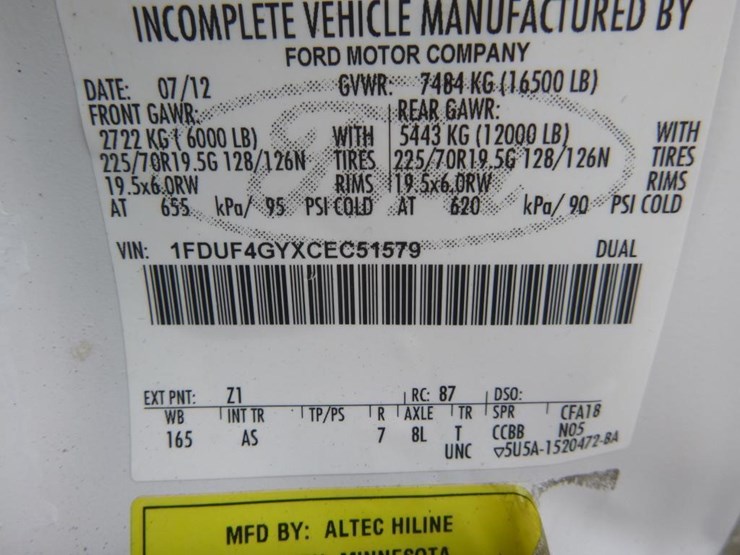 INCOMPLETE VEHICLE MANUFACTURED BY
FORD MOTOR COMPANY
DATE: 07/12 GVWR: 7484 KG (16500 LB)
FRONT GAWR: REAR GAWR:
2722 KG ( 6000 LB) WITH 5443 KG (12000 LB) WITH
225/70R19.5G 128/126N TIRES 225/70R19.5G 128/126N TIRES
19.5x6.0RW RIMS 19.5x6.0RW RIMS
AT 655 kPa/ 95 PSI COLD AT 620 kPa/ 90 PSI COLD
VIN: 1FDUF4GYXCEC51579 DUAL
EXT PNT: Z1 RC: 87 DSO:
WB INT TR TP/PS R AXLE TR SPR CFA18
165 AS 7 8L T CCBB N05
UNC ▽5U5A-1520472-BA
MFD BY: ALTEC HILINE
MINNESOTA